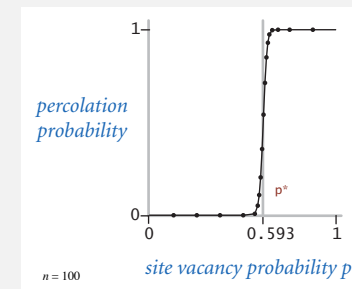 1
percolation
probability
p*
0
0 0.593 1
n = 100
site vacancy probability p